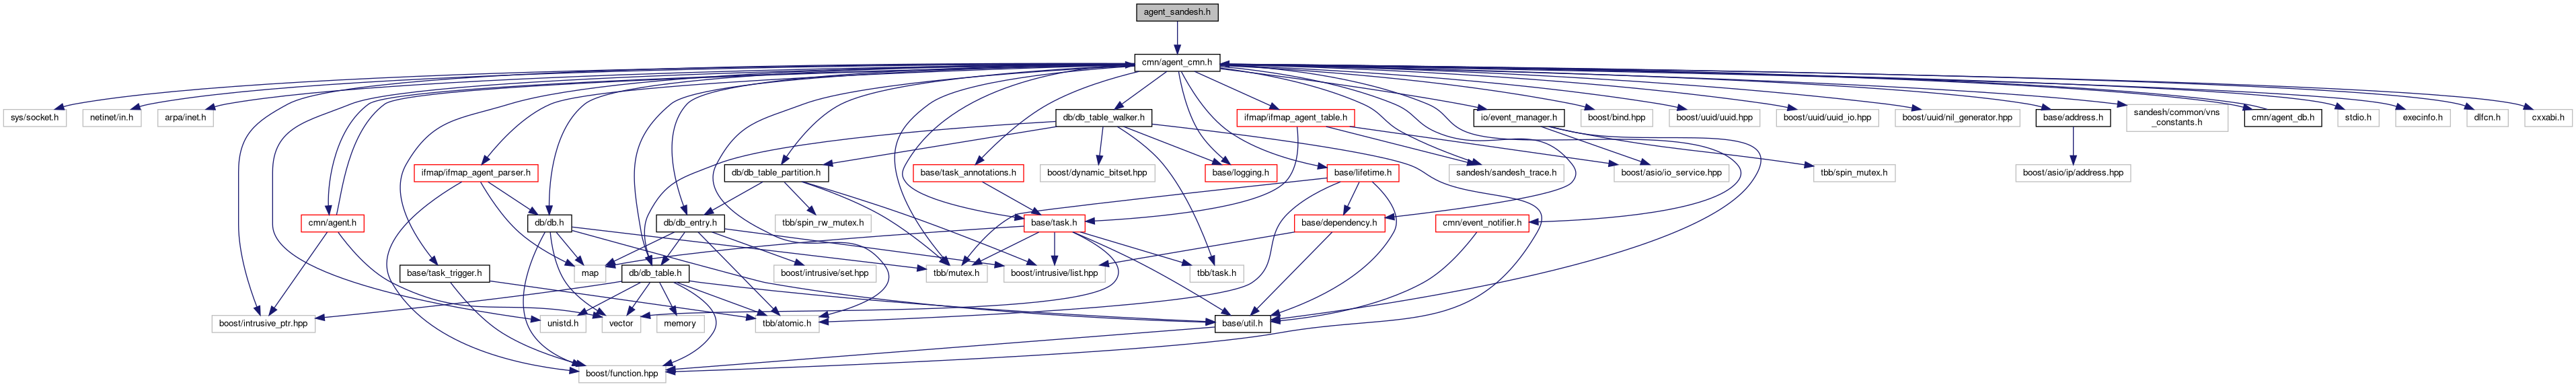 agent_sandesh.h
cmn/agent_cmn.h
sys/socket.h
netinet/in.h
arpa/inet.h
db/db_table_walker.h
ifmap/ifmap_agent_table.h
io/event_manager.h
boost/bind.hpp
boost/uuid/uuid.hpp
boost/uuid/uuid_io.hpp
boost/uuid/nil_generator.hpp
base/address.h
sandesh/common/vns
_constants.h
cmn/agent_db.h
stdio.h
execinfo.h
dlfcn.h
cxxabi.h
ifmap/ifmap_agent_parser.h
db/db_table_partition.h
base/task_annotations.h
boost/dynamic_bitset.hpp
base/logging.h
base/lifetime.h
sandesh/sandesh_trace.h
boost/asio/io_service.hpp
tbb/spin_mutex.h
boost/asio/ip/address.hpp
cmn/agent.h
db/db.h
db/db_entry.h
tbb/spin_rw_mutex.h
base/task.h
base/dependency.h
cmn/event_notifier.h
base/task_trigger.h
map
db/db_table.h
boost/intrusive/set.hpp
tbb/mutex.h
boost/intrusive/list.hpp
tbb/task.h
boost/intrusive_ptr.hpp
unistd.h
vector
memory
tbb/atomic.h
base/util.h
boost/function.hpp